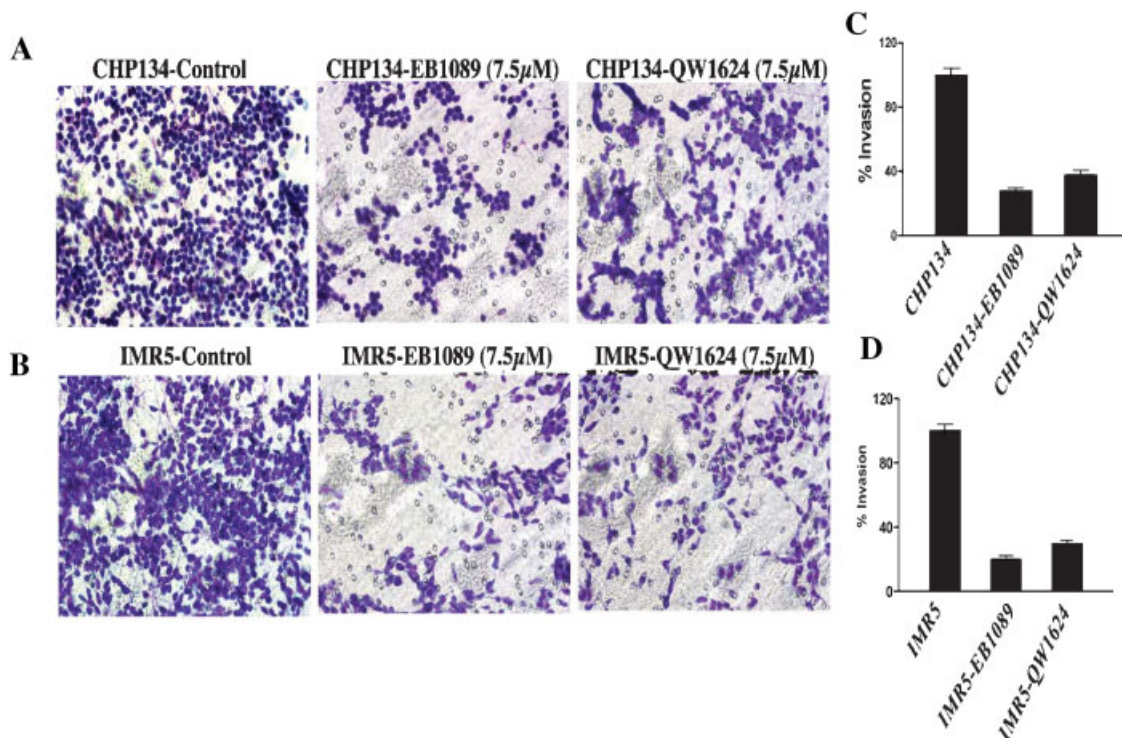 A
CHP134-Control
CHP134-EB1089 (7.5μM)
CHP134-QW1624 (7.5μM)
B
IMR5-Control
IMR5-EB1089 (7.5μM)
IMR5-QW1624 (7.5μM)
C
120
80
40
0
% Invasion
CHP134
CHP134-EB1089
CHP134-QW1624
D
120
80
40
0
% Invasion
IMR5
IMR5-EB1089
IMR5-QW1624